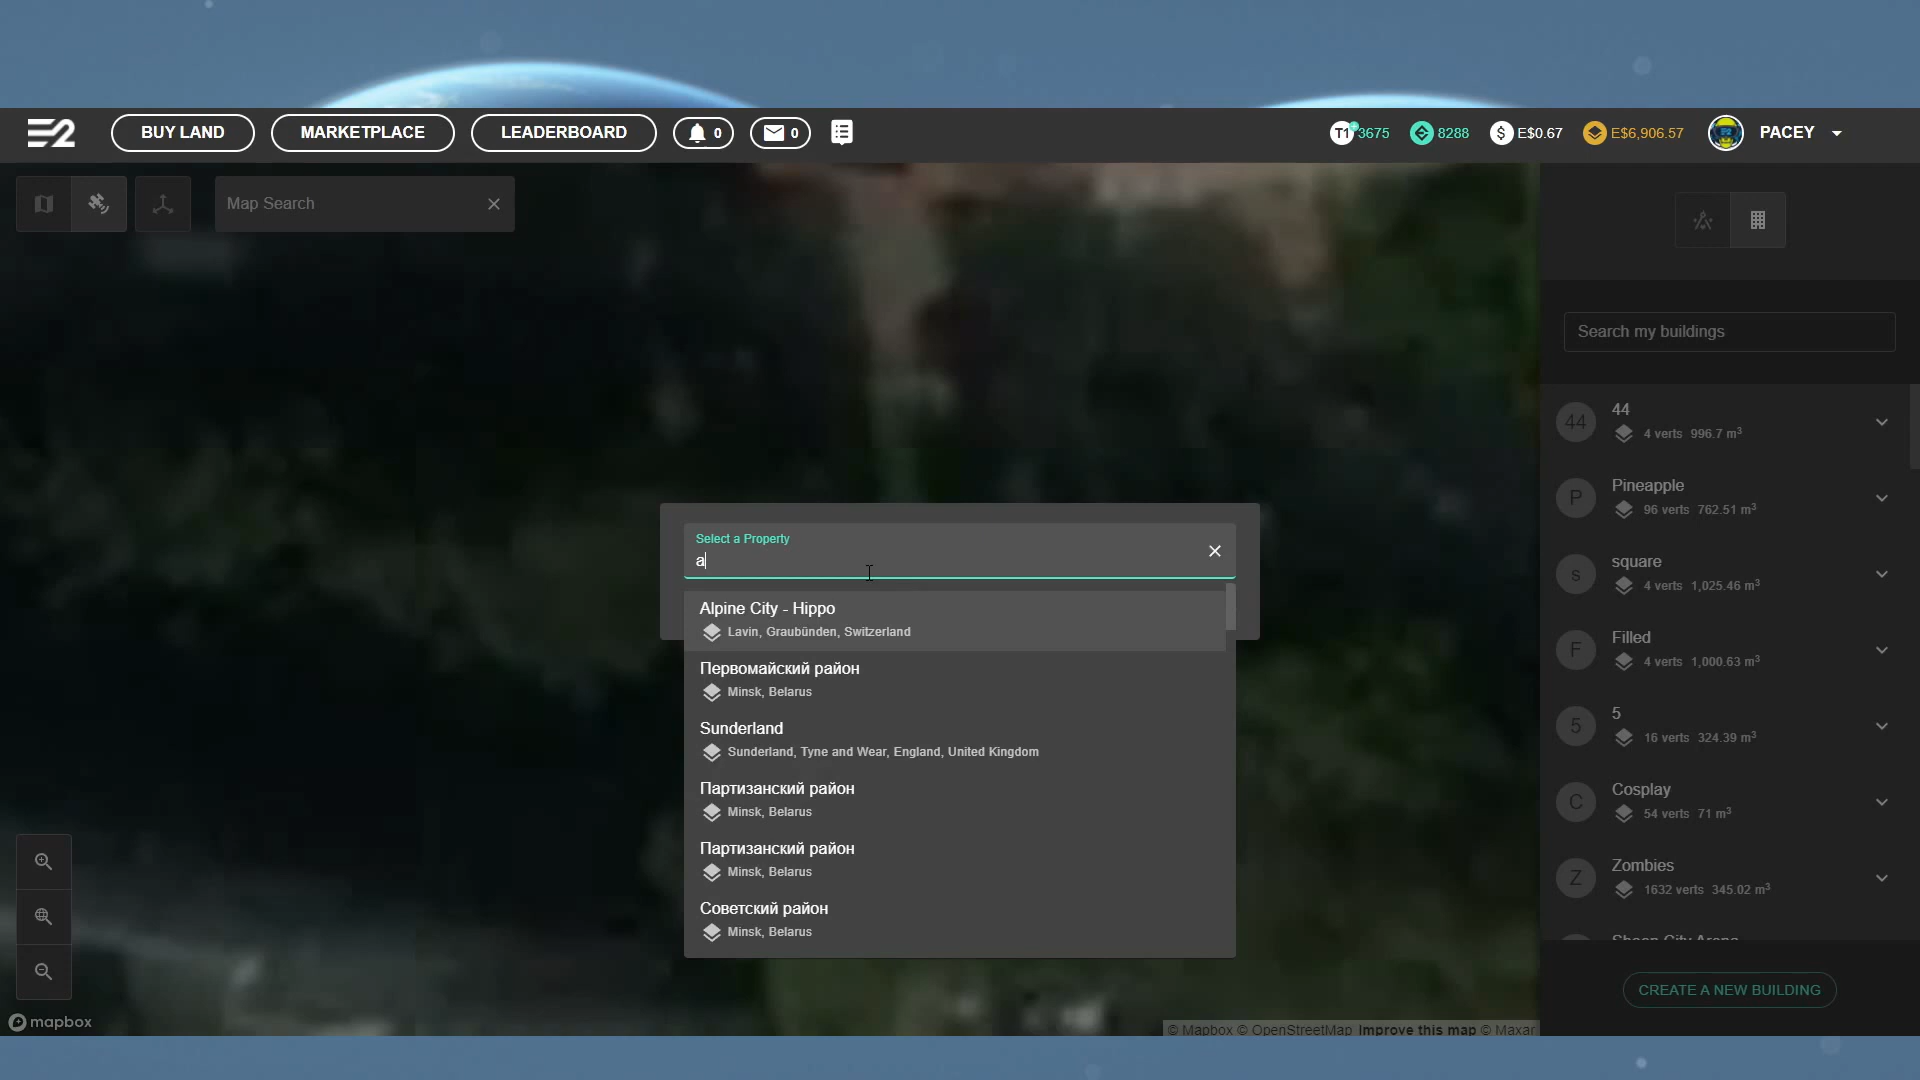 BUY LAND
MARKETPLACE
LEADERBOARD
0
0
T1 3675
8288
$ E$0.67
E$6,906.57
PACEY
Map Search
Search my buildings
44
44
4 verts 996.7 m³
P
Pineapple
96 verts 762.51 m³
s
square
4 verts 1,025.46 m³
F
Filled
4 verts 1,000.63 m³
5
5
16 verts 324.39 m³
C
Cosplay
54 verts 71 m³
Z
Zombies
1632 verts 345.02 m³
CREATE A NEW BUILDING
Select a Property
a
Alpine City - Hippo
Lavin, Graubünden, Switzerland
Первомайский район
Minsk, Belarus
Sunderland
Sunderland, Tyne and Wear, England, United Kingdom
Партизанский район
Minsk, Belarus
Партизанский район
Minsk, Belarus
Советский район
Minsk, Belarus
mapbox
© Mapbox © OpenStreetMap Improve this map © Maxar